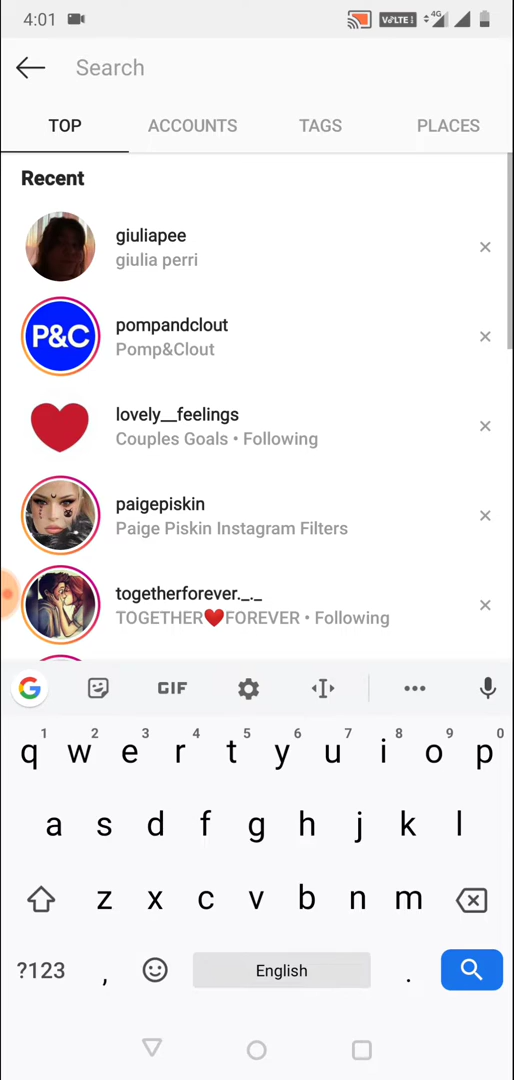 4:01 VoLTE 4G
Search
TOP ACCOUNTS TAGS PLACES
Recent
giuliapee
giulia perri
P&C
pompandclout
Pomp&Clout
lovely__feelings
Couples Goals • Following
paigepiskin
Paige Piskin Instagram Filters
togetherforever._._
TOGETHER❤️FOREVER • Following
G GIF
1 2 3 4 5 6 7 8 9 0
q w e r t y u i o p
a s d f g h j k l
z x c v b n m
?123 , English .